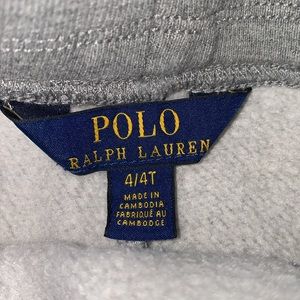 POLO
RALPH LAUREN
4/4T
MADE IN
CAMBODIA
FABRIQUÉ AU
CAMBODGE